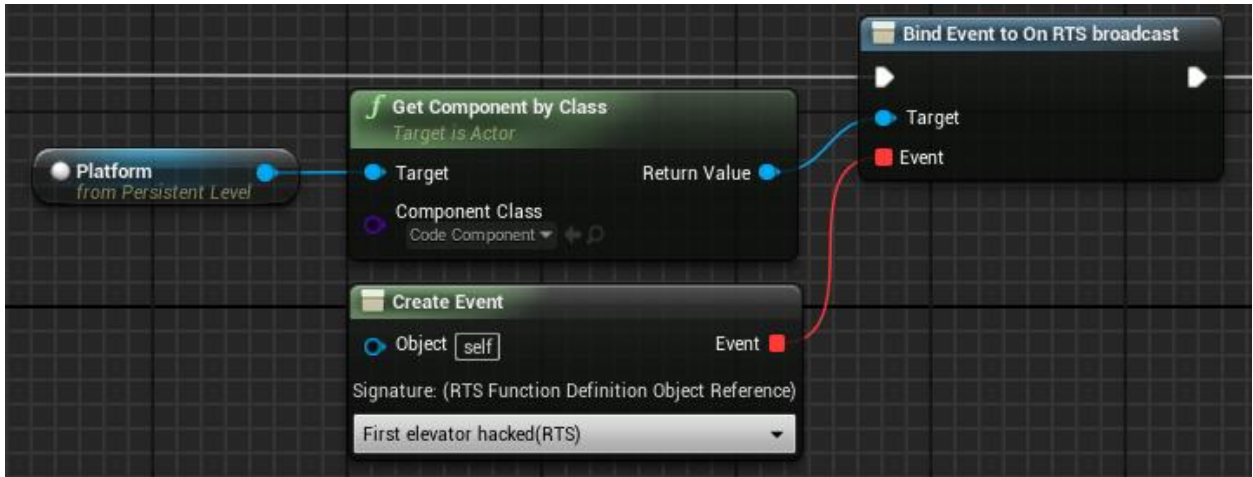 Bind Event to On RTS broadcast
Target
Event
f Get Component by Class
Target is Actor
Target Return Value
Component Class
Code Component
Platform
from Persistent Level
Create Event
Object self Event
Signature: (RTS Function Definition Object Reference)
First elevator hacked(RTS)